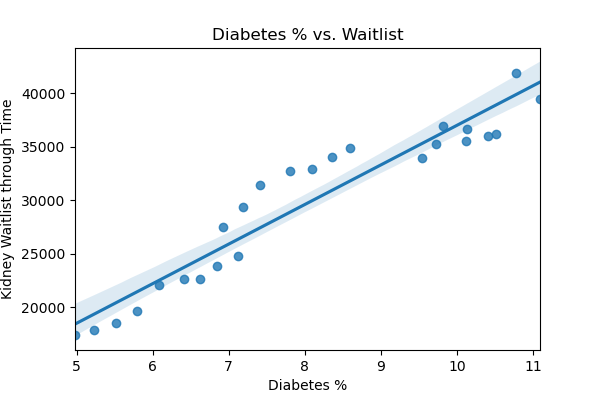 Diabetes % vs. Waitlist
Kidney Waitlist through Time
40000
35000
30000
25000
20000
5 6 7 8 9 10 11
Diabetes %